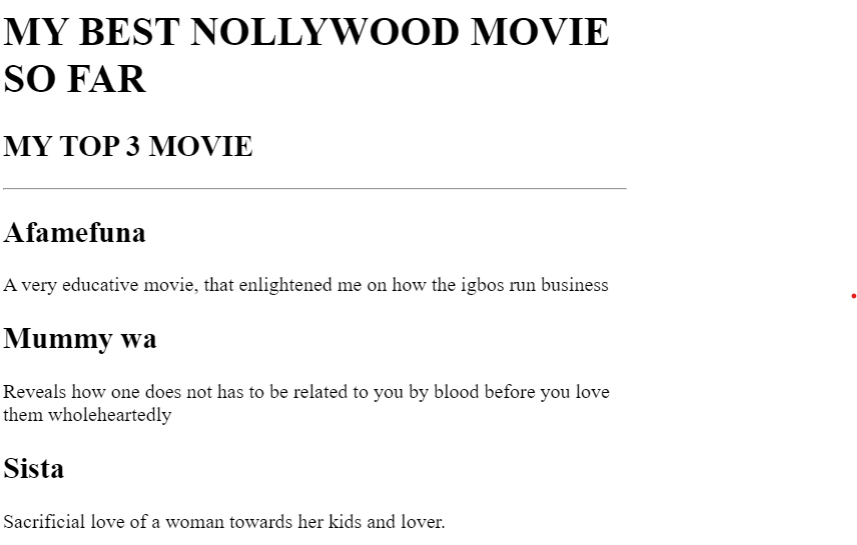 MY BEST NOLLYWOOD MOVIE
SO FAR
MY TOP 3 MOVIE
Afamefuna
A very educative movie, that enlightened me on how the igbos run business
Mummy wa
Reveals how one does not has to be related to you by blood before you love
them wholeheartedly
Sista
Sacrificial love of a woman towards her kids and lover.